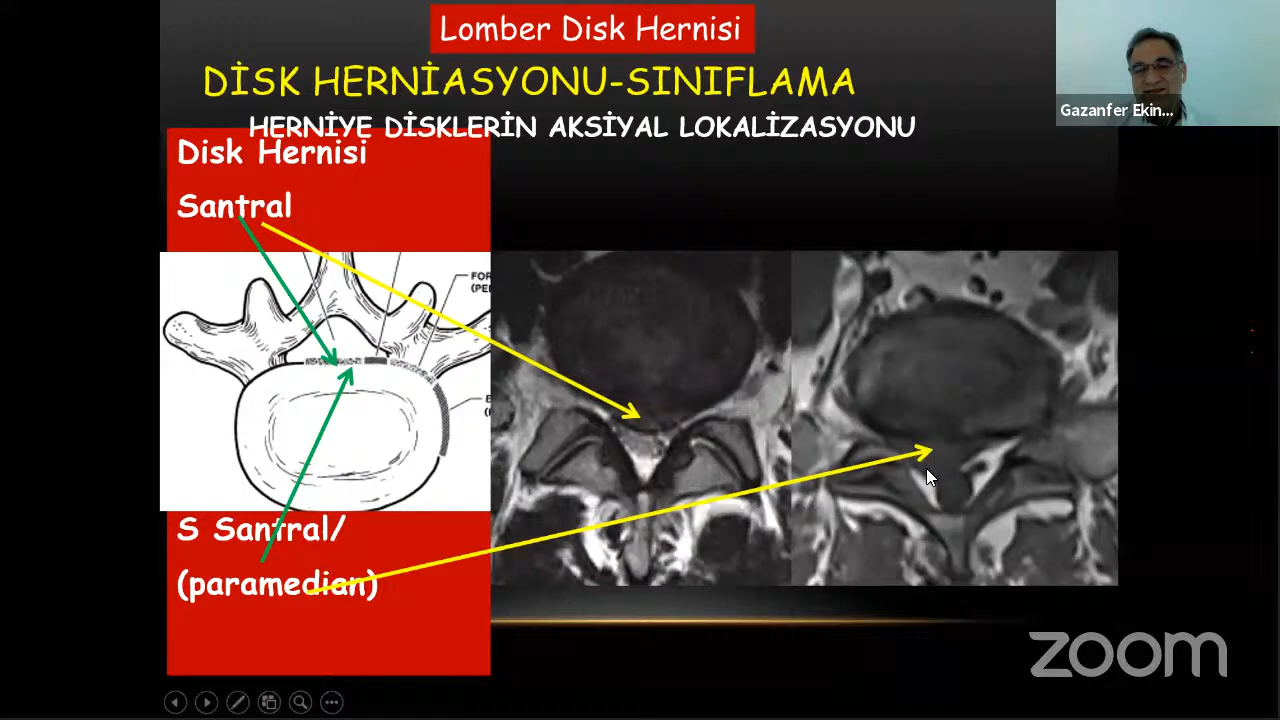 Lomber Disk Hernisi
DİSK HERNİASYONU-SINIFLAMA
HERNİYE DİSKLERİN AKSİYAL LOKALİZASYONU
Gazanfer Ekin...
Disk Hernisi
Santral
S Santral/
(paramedian)
zoom